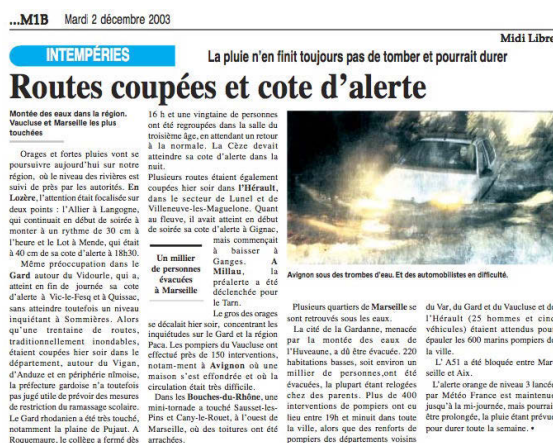 ...M1B Mardi 2 décembre 2003
Midi Libre
INTEMPÉRIES
La pluie n'en finit toujours pas de tomber et pourrait durer
Routes coupées et cote d'alerte
Montée des eaux dans la région.
Vaucluse et Marseille les plus
touchées
Orages et fortes pluies vont se
poursuivre aujourd'hui sur notre
région, où le niveau des rivières est
suivi de près par les autorités. En
Lozère, l'attention était focalisée sur
deux points : l'Allier à Langogne,
qui continuait en début de soirée à
monter à un rythme de 30 cm à
l'heure et le Lot à Mende, qui était
à 40 cm de sa cote d'alerte à 18h30.
Même préoccupation dans le
Gard autour du Vidourle, qui a,
atteint en fin de journée sa cote
d'alerte à Vic-le-Fesq et à Quissac,
sans atteindre toutefois un niveau
inquiétant à Sommières. Alors
qu'une trentaine de routes,
traditionnellement inondables,
étaient coupées hier soir dans le
département, autour du Vigan,
d'Anduze et en périphérie nîmoise,
la préfecture gardoise n'a toutefois
pas jugé utile de prévoir des mesures
de restriction du ramassage scolaire.
Le Gard rhodanien a été très touché,
notamment la plaine de Pujaut. A
Roquemaure, le collège a fermé dès
16 h et une vingtaine de personnes
ont été regroupées dans la salle du
troisième âge, en attendant un retour
à la normale. La Cèze devait
atteindre sa cote d'alerte dans la
nuit.
Plusieurs routes étaient également
coupées hier soir dans l'Hérault,
dans le secteur de Lunel et de
Villeneuve-les-Maguelone. Quant
au fleuve, il avait atteint en début
de soirée sa cote d'alerte à Gignac,
mais commençait
à baisser à
Ganges. A
Millau, la
préalerte a été
déclenchée pour
le Tarn.
Un millier
de personnes
évacuées
à Marseille
Le gros des orages
se décalait hier soir, concentrant les
inquiétudes sur le Gard et la région
Paca. Les pompiers du Vaucluse ont
effectué près de 150 interventions,
notam-ment à Avignon où une
maison s'est effondrée et où la
circulation était très difficile.
Dans les Bouches-du-Rhône, une
mini-tornade a touché Sausset-les-
Pins et Cany-le-Rouet, à l'ouest de
Marseille, où des toitures ont été
arrachées.
Avignon sous des trombes d'eau. Et des automobilistes en difficulté.
Plusieurs quartiers de Marseille se
sont retrouvés sous les eaux.
La cité de la Gardanne, menacée
par la montée des eaux de
l'Huveaune, a dû être évacuée. 220
habitations basses, soit environ un
millier de personnes,ont été
évacuées, la plupart étant relogées
chez des parents. Plus de 400
interventions de pompiers ont eu
lieu entre 19h et minuit dans toute
la ville, alors que des renforts de
pompiers des départements voisins
du Var, du Gard et du Vaucluse et de
l'Hérault (25 hommes et cinq
véhicules) étaient attendus pour
épauler les 600 marins pompiers de
la ville.
L' A51 a été bloquée entre Mar-
seille et Aix.
L'alerte orange de niveau 3 lancée
par Météo France est maintenue
jusqu'à la mi-journée, mais pourrait
être prolongée, la pluie étant prévue
pour durer toute la semaine. •